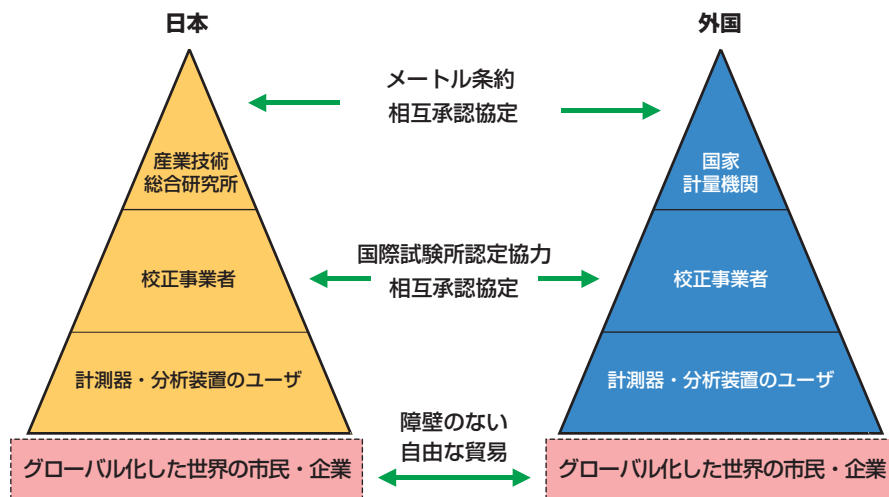 日本
外国
メートル条約
相互承認協定
産業技術
総合研究所
国家
計量機関
国際試験所認定協力
相互承認協定
校正事業者
校正事業者
計測器・分析装置のユーザ
計測器・分析装置のユーザ
障壁のない
自由な貿易
グローバル化した世界の市民・企業
グローバル化した世界の市民・企業